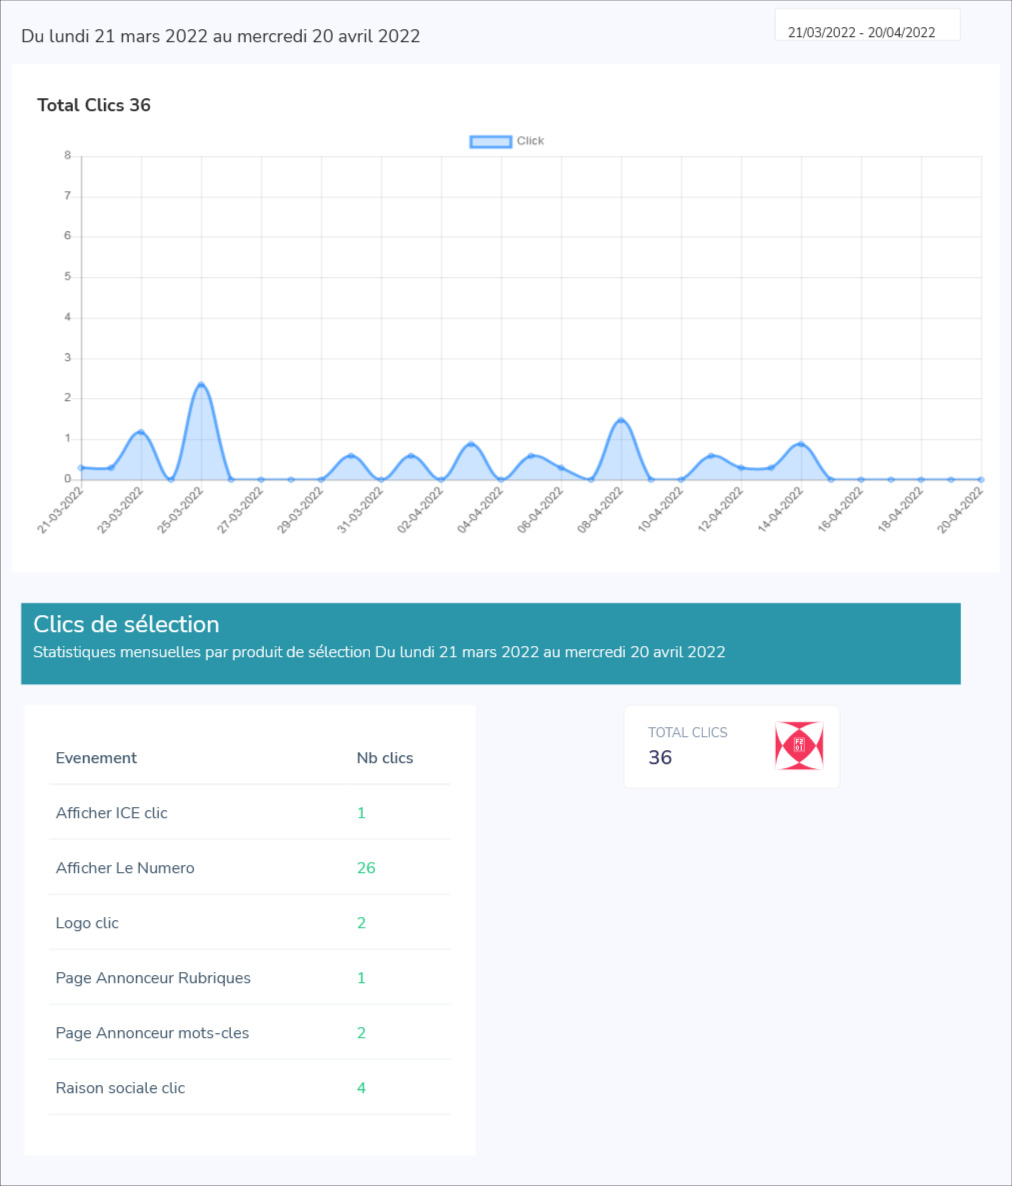 Du lundi 21 mars 2022 au mercredi 20 avril 2022
21/03/2022 - 20/04/2022
Total Clics 36
Click
8
7
6
5
4
3
2
1
0
21-03-2022
23-03-2022
25-03-2022
27-03-2022
29-03-2022
31-03-2022
02-04-2022
04-04-2022
06-04-2022
08-04-2022
10-04-2022
12-04-2022
14-04-2022
16-04-2022
18-04-2022
20-04-2022
Clics de sélection
Statistiques mensuelles par produit de sélection Du lundi 21 mars 2022 au mercredi 20 avril 2022
Evenement Nb clics
Afficher ICE clic 1
Afficher Le Numero 26
Logo clic 2
Page Annonceur Rubriques 1
Page Annonceur mots-cles 2
Raison sociale clic 4
TOTAL CLICS
36